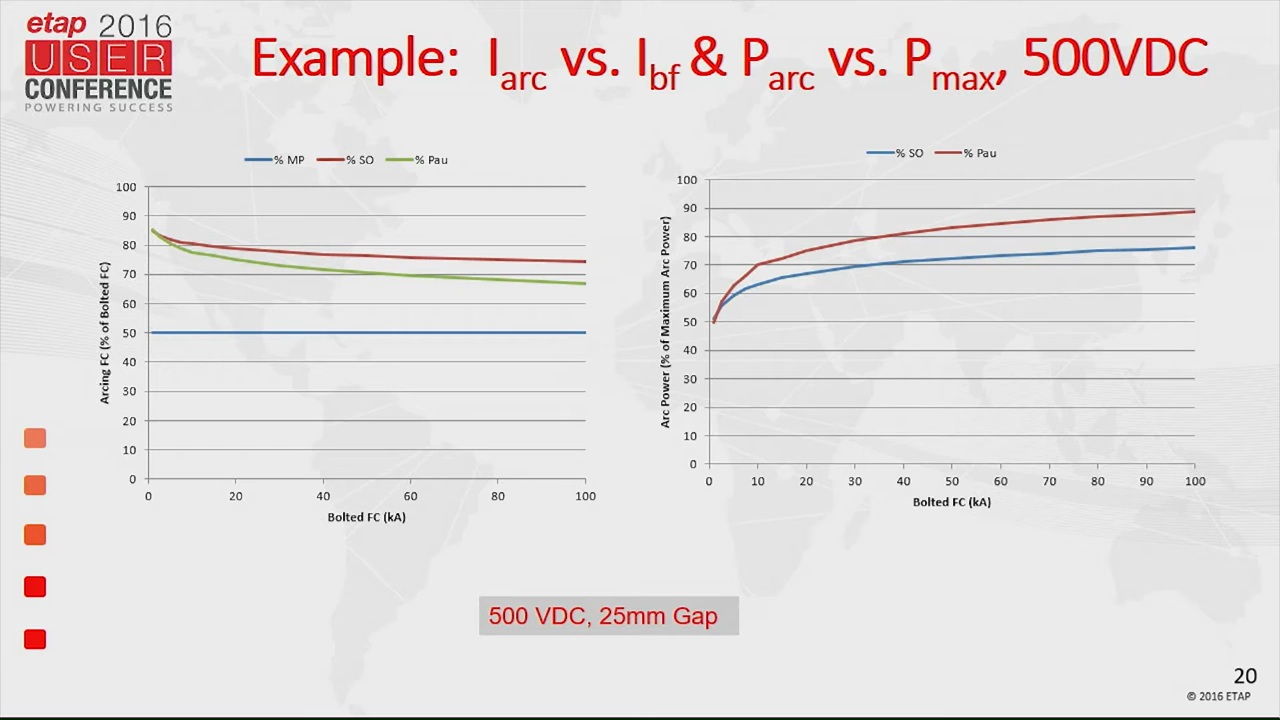 etap 2016
USER
CONFERENCE
POWERING SUCCESS
Example: Iarc vs. Ibf & Parc vs. Pmax, 500VDC
% MP % SO % Pau
100
90
80
70
60
50
40
30
20
10
0
Arcing FC (% of Bolted FC)
0 20 40 60 80 100
Bolted FC (kA)
% SO % Pau
100
90
80
70
60
50
40
30
20
10
0
Arc Power (% of Maximum Arc Power)
0 10 20 30 40 50 60 70 80 90 100
Bolted FC (kA)
500 VDC, 25mm Gap
20
© 2016 ETAP